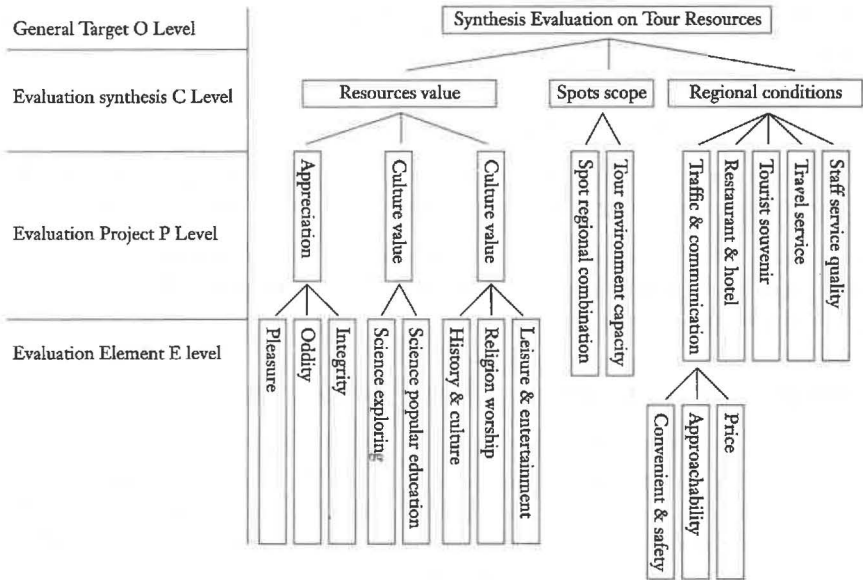 General Target O Level
Synthesis Evaluation on Tour Resources
Evaluation synthesis C Level
Resources value
Spots scope
Regional conditions
Evaluation Project P Level
Appreciation
Culture value
Culture value
Spot regional combination
Tour environment capacity
Traffic & communication
Restaurant & hotel
Tourist souvenir
Travel service
Staff service quality
Evaluation Element E level
Pleasure
Oddity
Integrity
Science exploring
Science popular education
History & culture
Religion worship
Leisure & entertainment
Convenient & safety
Approachability
Price